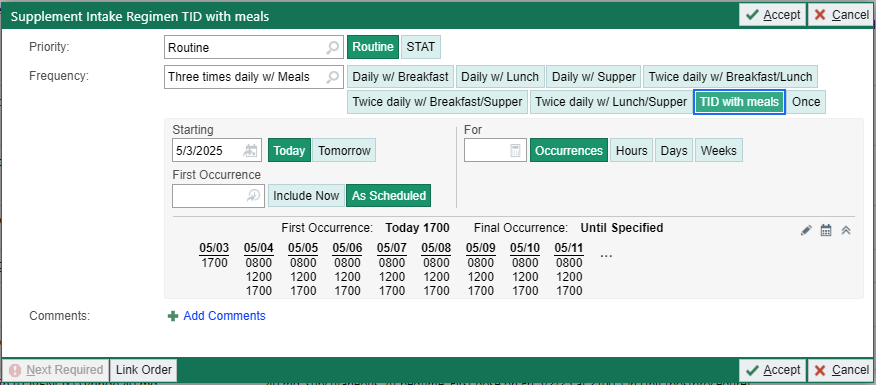 Supplement Intake Regimen TID with meals Accept Cancel
Priority: Routine Routine STAT
Frequency: Three times daily w/ Meals Daily w/ Breakfast Daily w/ Lunch Daily w/ Supper Twice daily w/ Breakfast/Lunch
Twice daily w/ Breakfast/Supper Twice daily w/ Lunch/Supper TID with meals Once
Starting For
5/3/2025 Today Tomorrow Occurrences Hours Days Weeks
First Occurrence
Include Now As Scheduled
First Occurrence: Today 1700 Final Occurrence: Until Specified
05/03 05/04 05/05 05/06 05/07 05/08 05/09 05/10 05/11 ...
1700 0800 0800 0800 0800 0800 0800 0800 0800
1200 1200 1200 1200 1200 1200 1200 1200
1700 1700 1700 1700 1700 1700 1700 1700
Comments: Add Comments
Next Required Link Order Accept Cancel